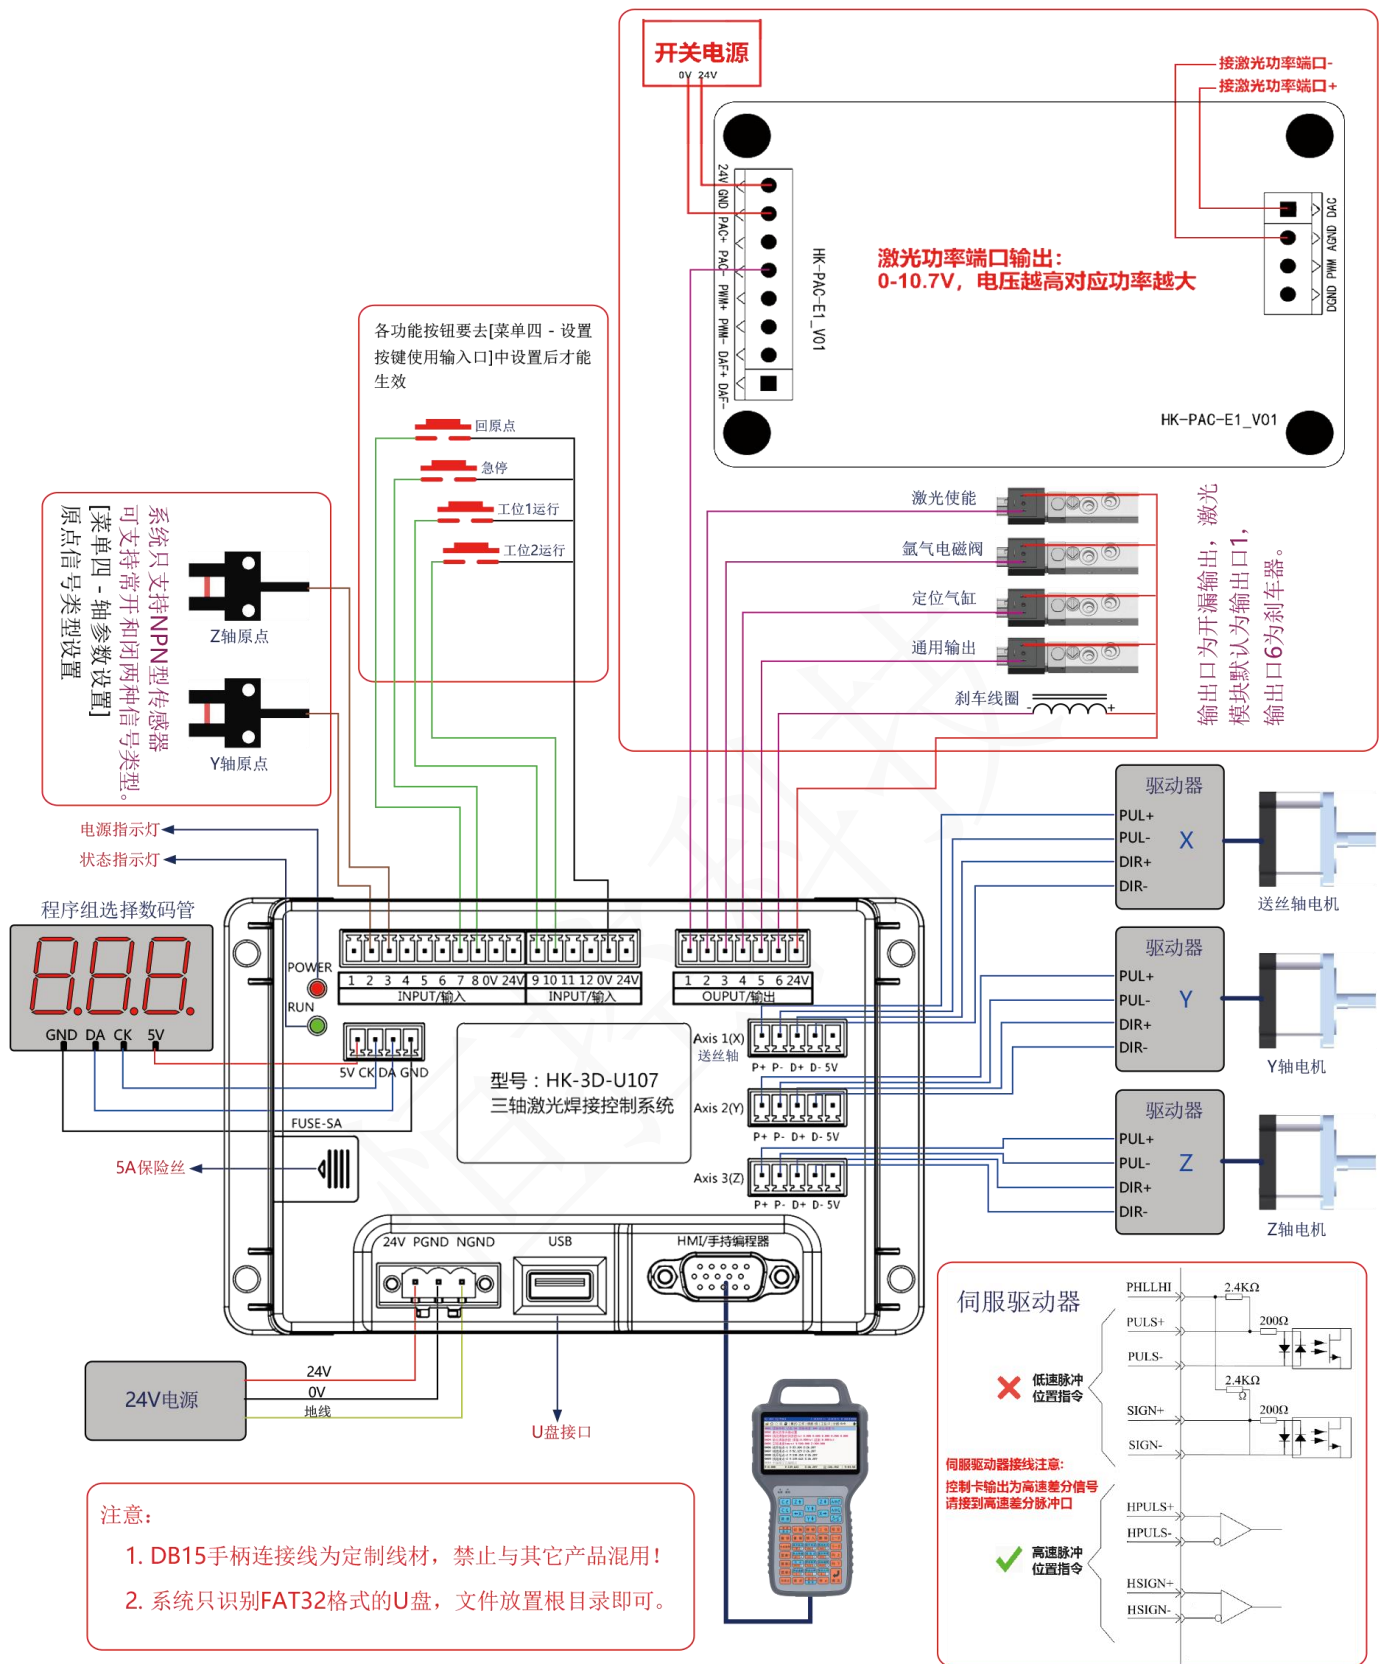 开关电源
0V 24V
接激光功率端口-
接激光功率端口+
24V GND PAC+ PAC- PWM+ PWM- DAF+ DAF-
HK-PAC-E1_V01
激光功率端口输出：
0-10.7V，电压越高对应功率越大
DGND PWM AGND DAC
HK-PAC-E1_V01
各功能按钮要去[菜单四 - 设置
按键使用输入口]中设置后才能
生效
回原点
急停
工位1运行
工位2运行
激光使能
氩气电磁阀
定位气缸
通用输出
刹车线圈
- +
输出口为开漏输出，激光
模块默认为输出口1，
输出口6为刹车器。
系统只支持NPN型传感器
可支持常开和闭两种信号类型。
[菜单四 - 轴参数设置]
原点信号类型设置
Z轴原点
Y轴原点
电源指示灯
状态指示灯
程序组选择数码管
8.8.8.
GND DA CK 5V
POWER
RUN
1 2 3 4 5 6 7 8 0V 24V
INPUT/输入
9 10 11 12 0V 24V
INPUT/输入
1 2 3 4 5 6 24V
OUPUT/输出
5V CK DA GND
型号：HK-3D-U107
三轴激光焊接控制系统
Axis 1(X)
送丝轴
P+ P- D+ D- 5V
Axis 2(Y)
P+ P- D+ D- 5V
Axis 3(Z)
P+ P- D+ D- 5V
FUSE-SA
5A保险丝
24V PGND NGND
USB
HMI/手持编程器
驱动器
X
PUL+
PUL-
DIR+
DIR-
送丝轴电机
驱动器
Y
PUL+
PUL-
DIR+
DIR-
Y轴电机
驱动器
Z
PUL+
PUL-
DIR+
DIR-
Z轴电机
24V电源
24V
0V
地线
U盘接口
伺服驱动器
PHLLHI
2.4KΩ
PULS+
200Ω
PULS-
低速脉冲
位置指令
2.4KΩ
Ω
SIGN+
200Ω
SIGN-
伺服驱动器接线注意：
控制卡输出为高速差分信号
请接到高速差分脉冲口
HPULS+
HPULS-
高速脉冲
位置指令
HSIGN+
HSIGN-
注意：
1. DB15手柄连接线为定制线材，禁止与其它产品混用！
2. 系统只识别FAT32格式的U盘，文件放置根目录即可。